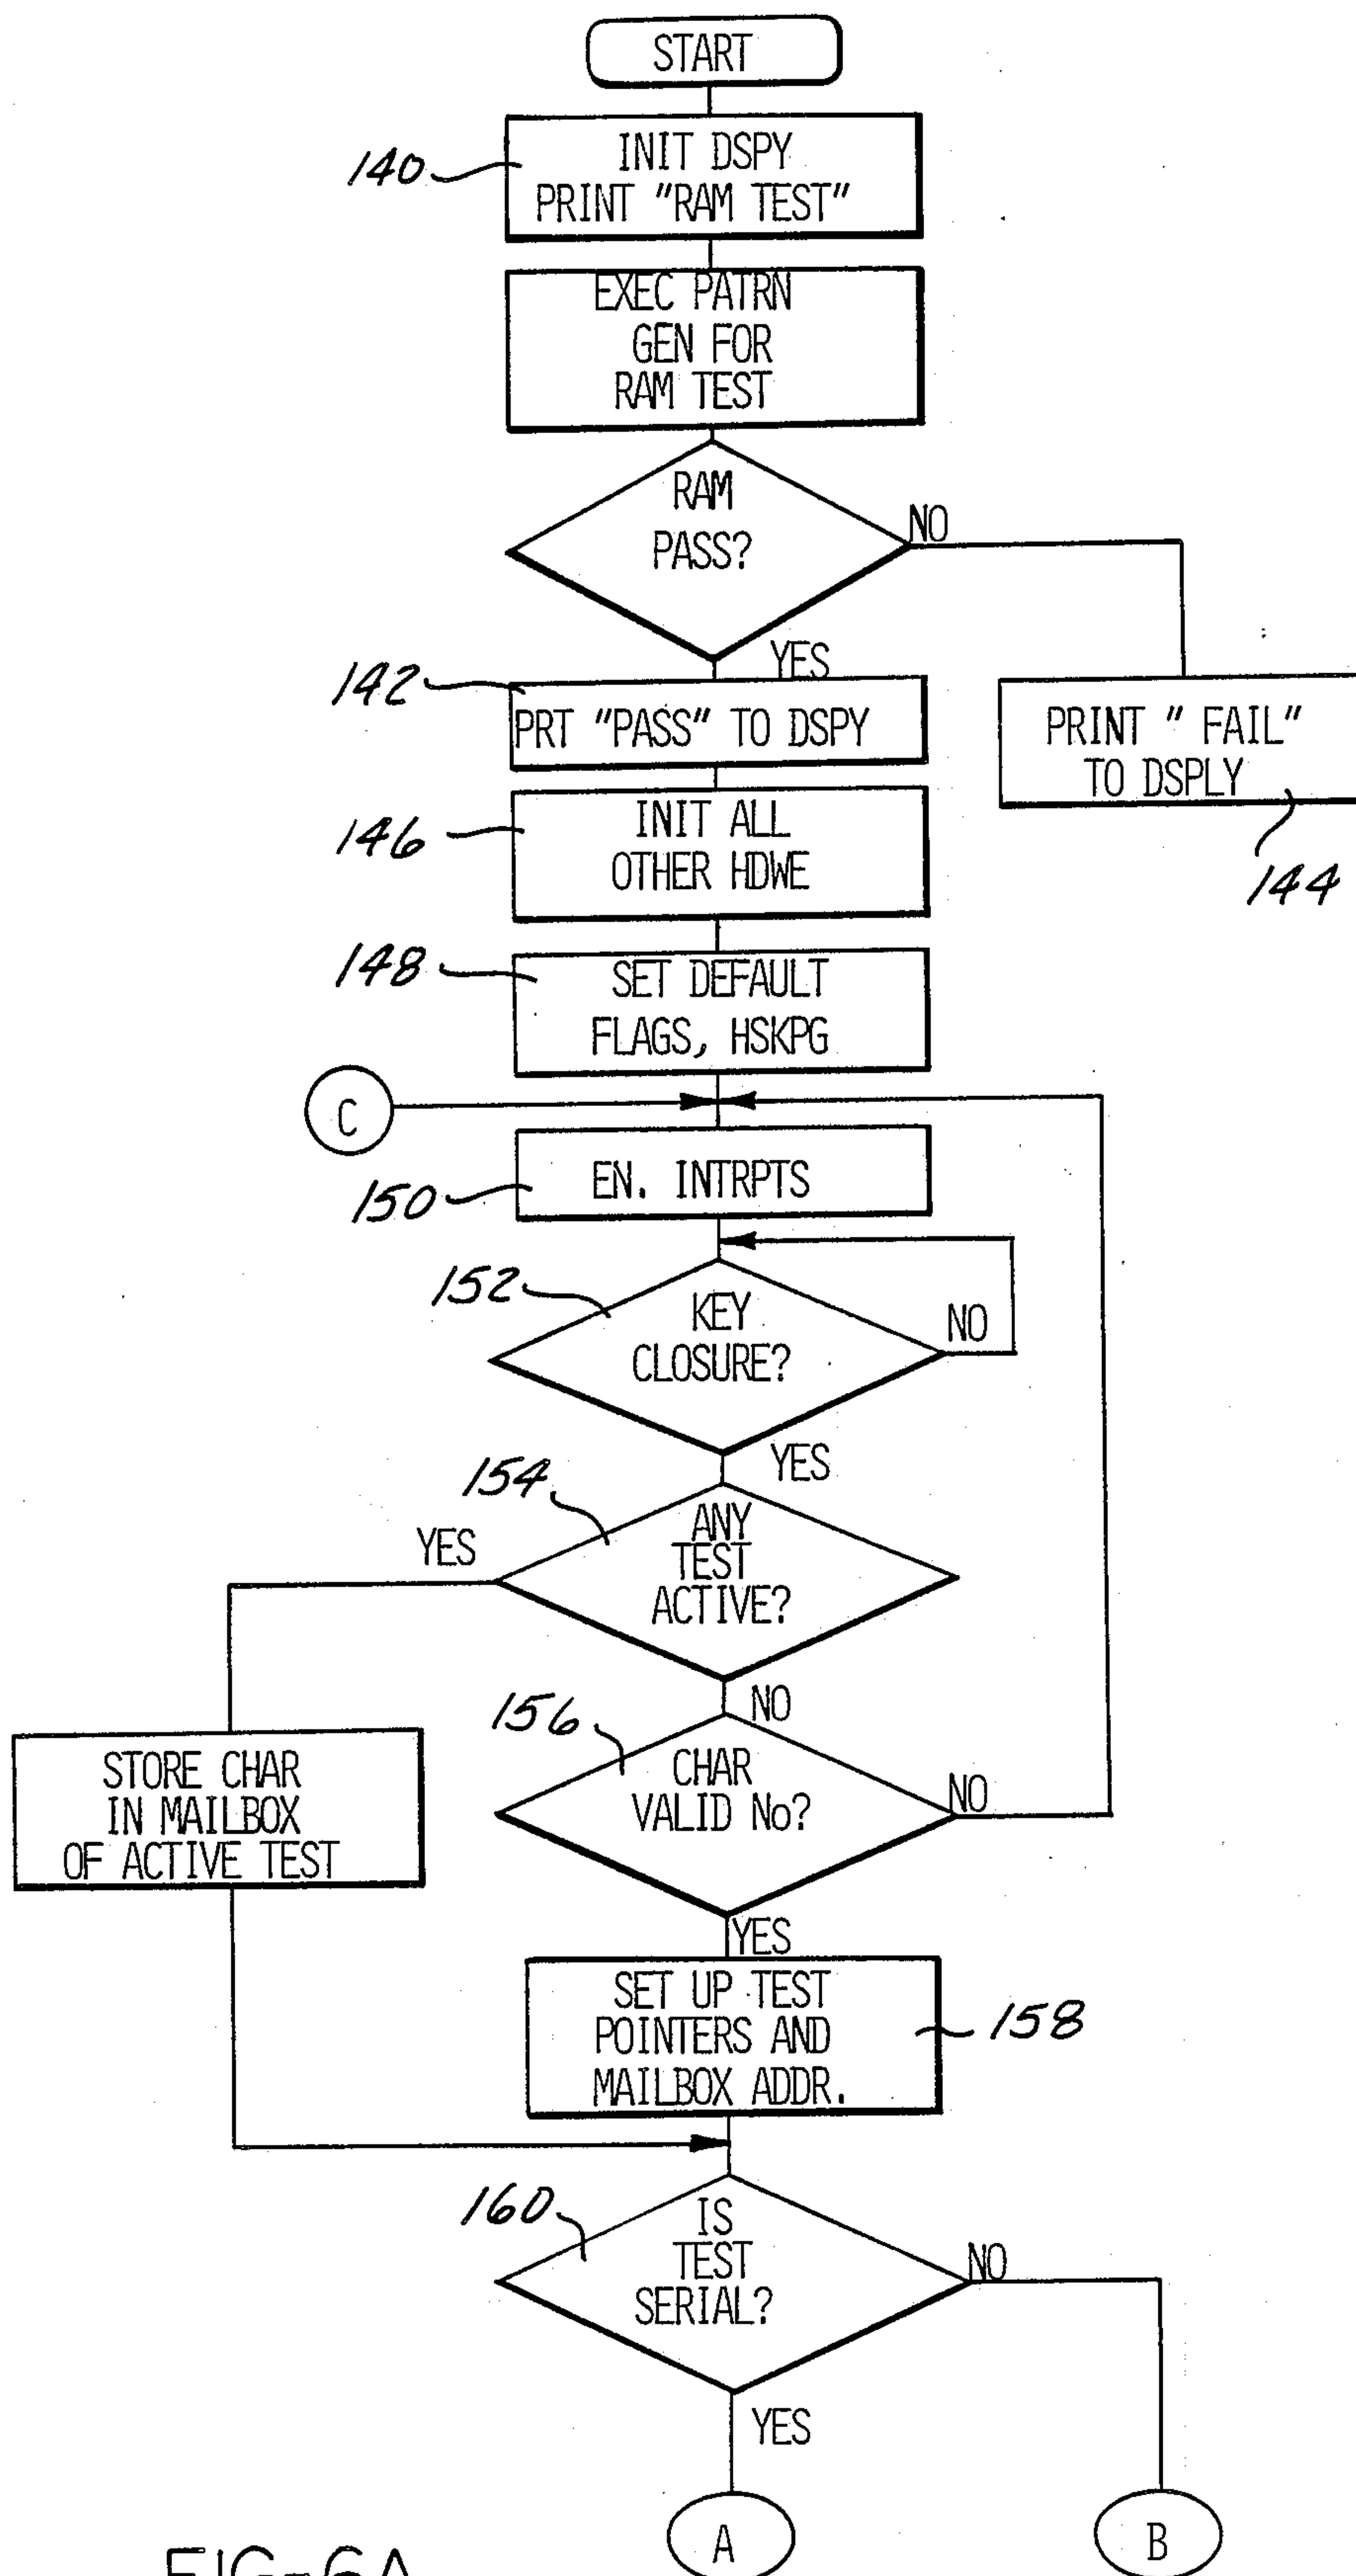 START
140
INIT DSPY
PRINT "RAM TEST"
EXEC PATRN
GEN FOR
RAM TEST
RAM
PASS?
NO
YES
142
PRT "PASS" TO DSPY
PRINT " FAIL"
TO DSPLY
144
146
INIT ALL
OTHER HDWE
148
SET DEFAULT
FLAGS, HSKPG
C
150
EN. INTRPTS
152
KEY
CLOSURE?
NO
YES
154
YES
ANY
TEST
ACTIVE?
NO
156
CHAR
VALID No?
NO
STORE CHAR
IN MAILBOX
OF ACTIVE TEST
YES
SET UP TEST
POINTERS AND
MAILBOX ADDR.
158
160
IS
TEST
SERIAL?
NO
YES
A
B
FIG-6A